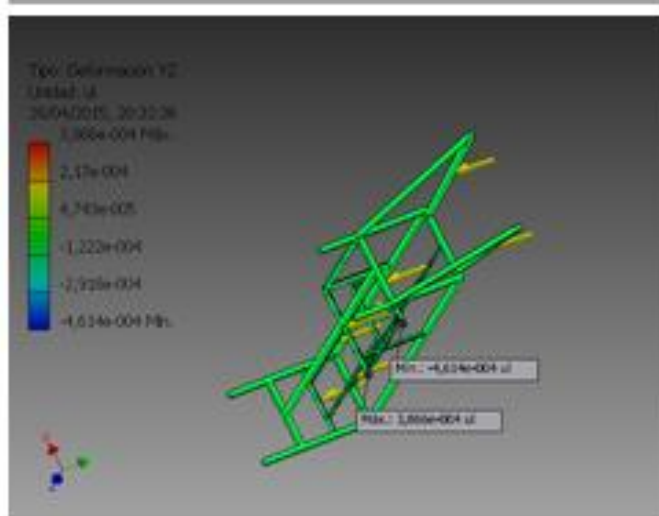 Tipo: Deformación YZ
Unidad: ul
26/04/2015, 20:22:26
3,866e-004 Máx.
2,17e-004
4,743e-005
-1,222e-004
-2,918e-004
-4,614e-004 Mín.
Mín.: -4,614e-004 ul
Máx.: 3,866e-004 ul